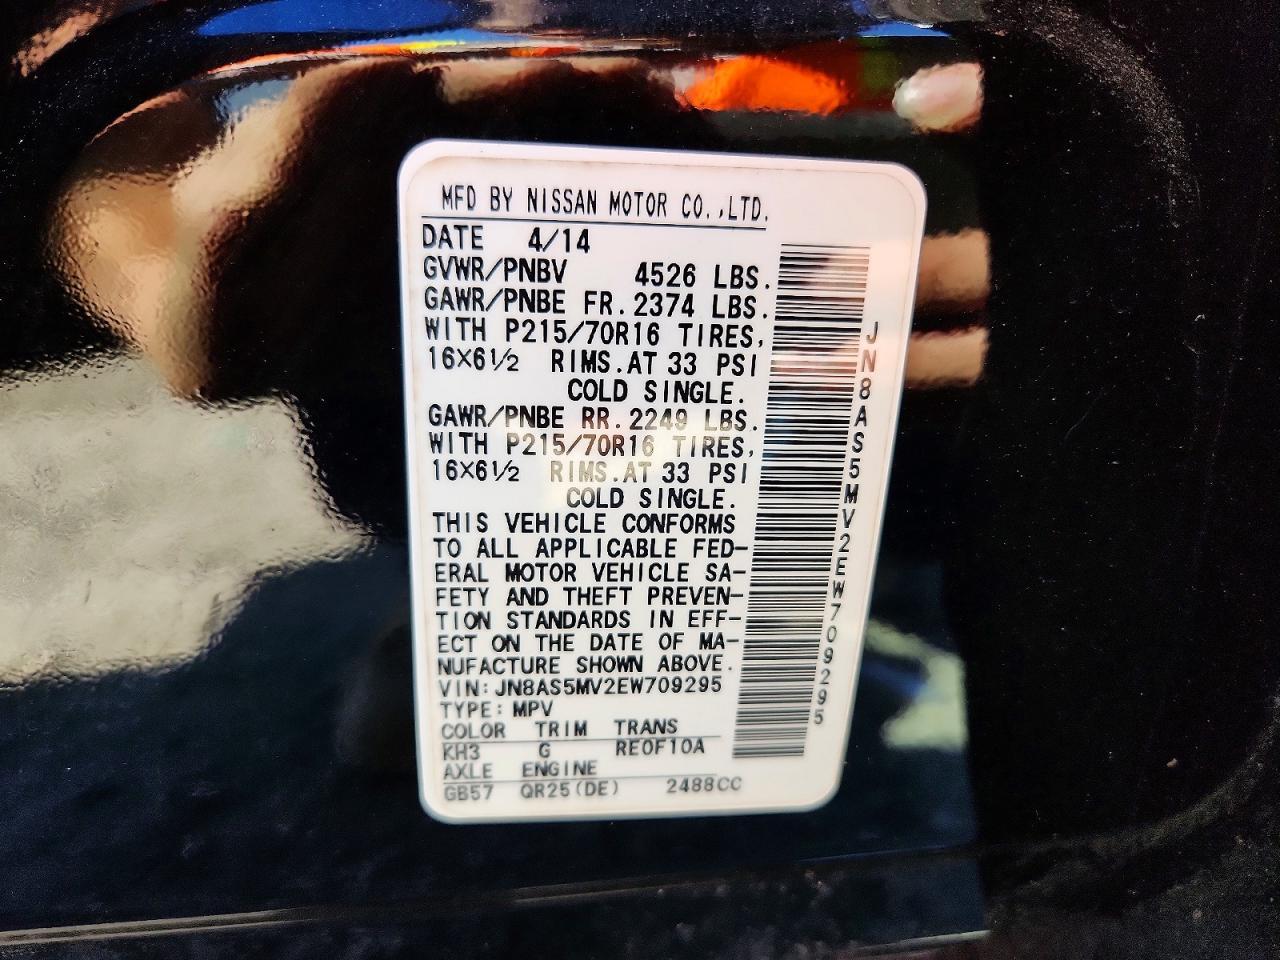 MFD BY NISSAN MOTOR CO.,LTD.
DATE 4/14
GVWR/PNBV 4526 LBS.
GAWR/PNBE FR.2374 LBS.
WITH P215/70R16 TIRES,
16×6½ RIMS.AT 33 PSI
COLD SINGLE.
GAWR/PNBE RR.2249 LBS.
WITH P215/70R16 TIRES,
16×6½ RIMS.AT 33 PSI
COLD SINGLE.
THIS VEHICLE CONFORMS
TO ALL APPLICABLE FED-
ERAL MOTOR VEHICLE SA-
FETY AND THEFT PREVEN-
TION STANDARDS IN EFF-
ECT ON THE DATE OF MA-
NUFACTURE SHOWN ABOVE.
VIN:JN8AS5MV2EW709295
TYPE:MPV
COLOR TRIM TRANS
KH3 G RE0F10A
AXLE ENGINE
GB57 QR25(DE) 2488CC
JN8AS5MV2EW709295